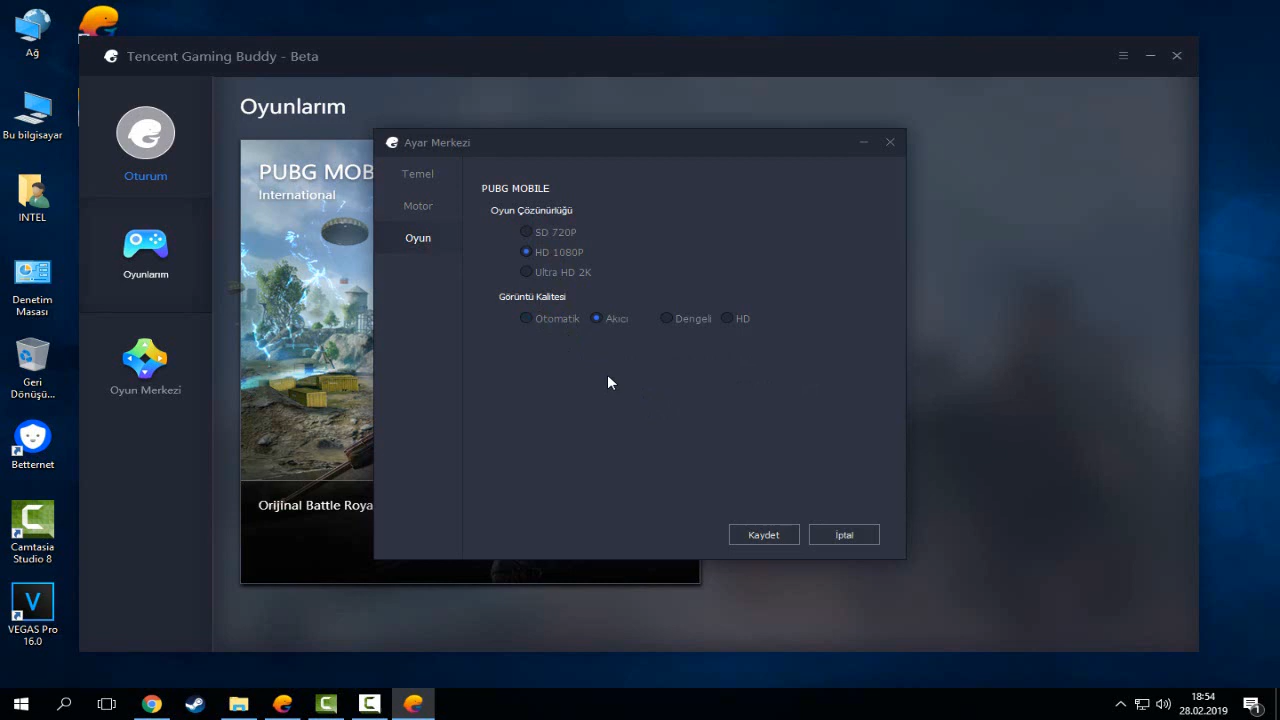 Ağ
Bu bilgisayar
INTEL
Denetim
Masası
Geri
Dönüşü...
Betternet
Camtasia
Studio 8
VEGAS Pro
16.0
Tencent Gaming Buddy - Beta
Oturum
Oyunlarım
Oyun Merkezi
Oyunlarım
PUBG MOB
International
Orijinal Battle Roya
Ayar Merkezi
Temel
Motor
Oyun
PUBG MOBILE
Oyun Çözünürlüğü
SD 720P
HD 1080P
Ultra HD 2K
Görüntü Kalitesi
Otomatik Akıcı Dengeli HD
Kaydet İptal
18:54
28.02.2019
1